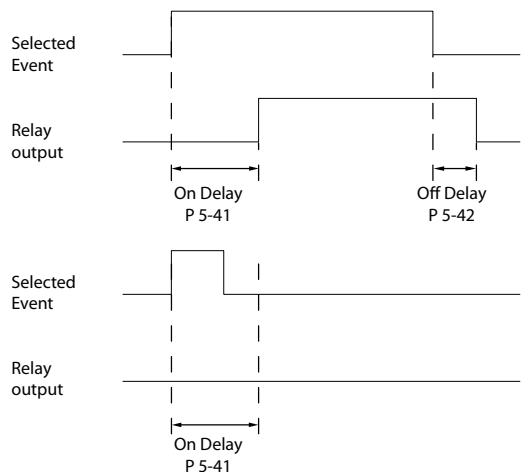 Selected
Event
Relay
output
On Delay
P 5-41
Off Delay
P 5-42
Selected
Event
Relay
output
On Delay
P 5-41